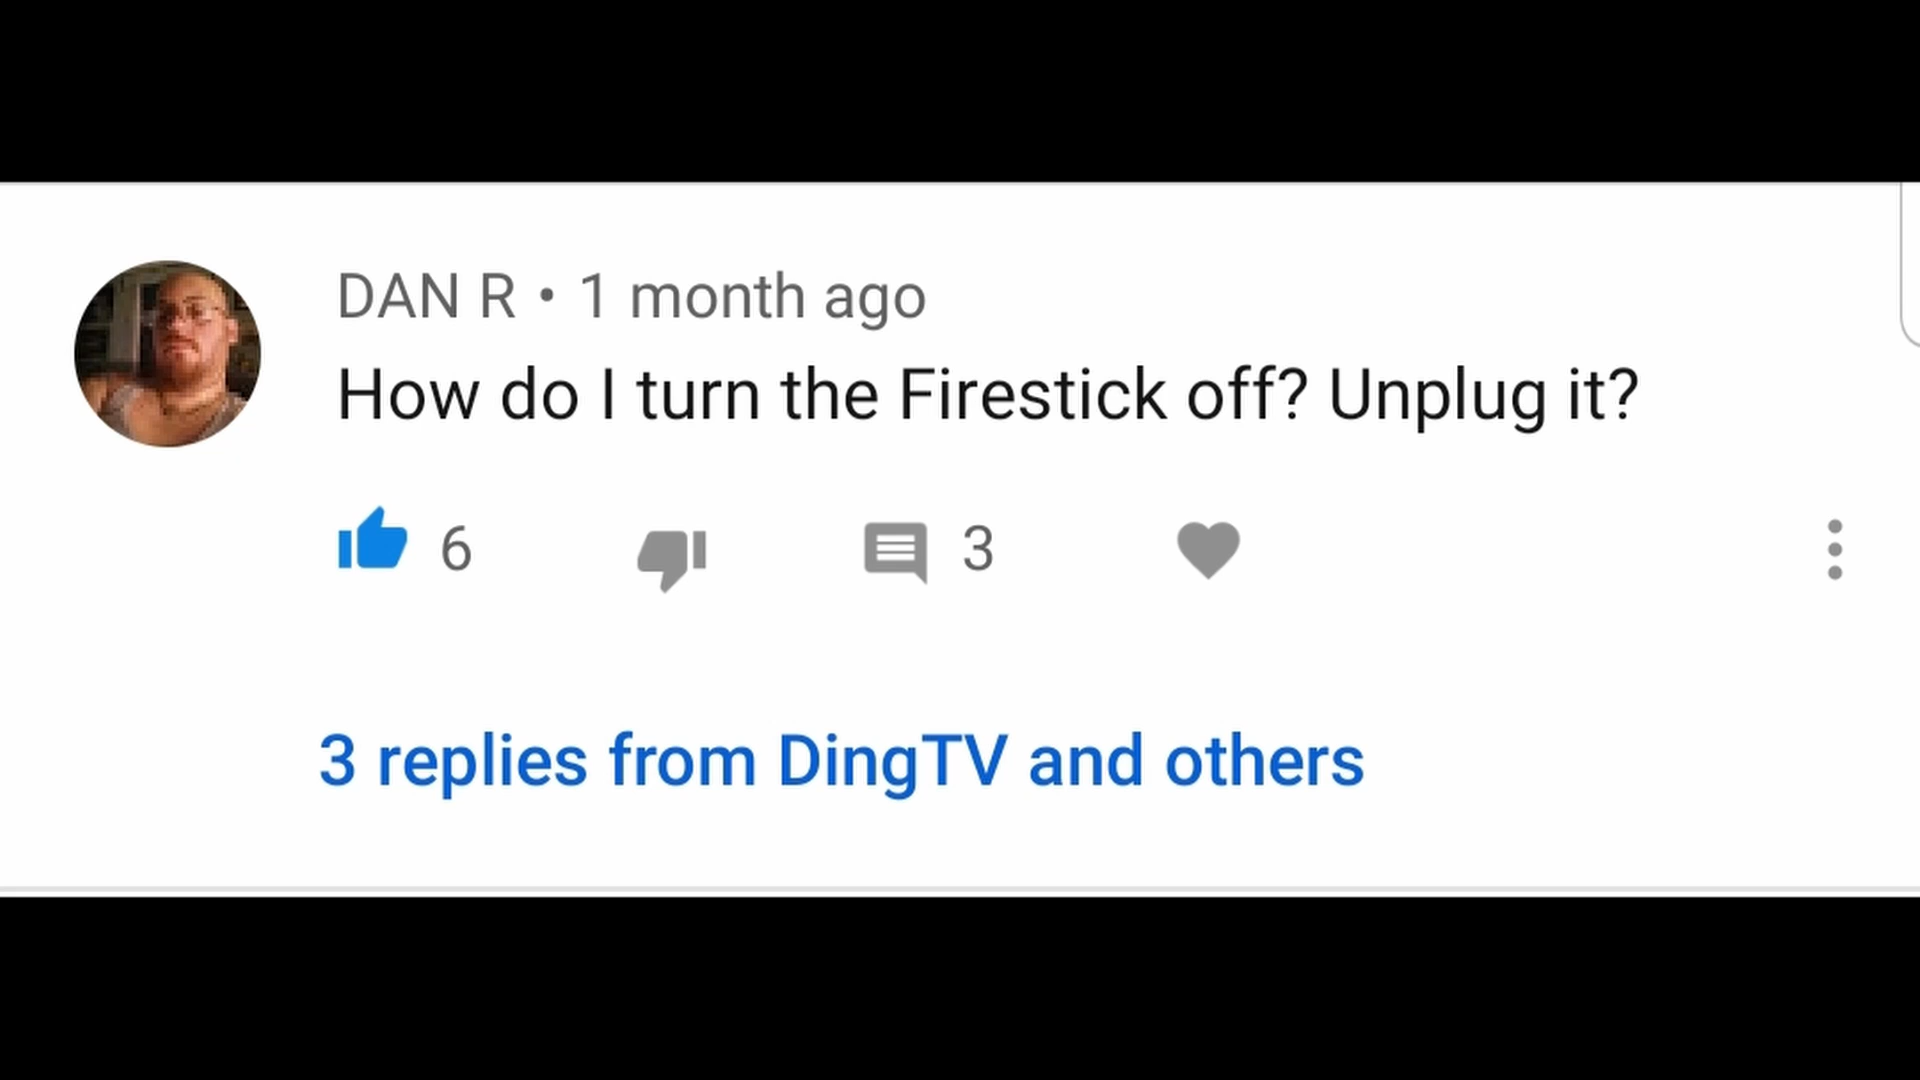 DAN R • 1 month ago
How do I turn the Firestick off? Unplug it?
6 3
3 replies from DingTV and others